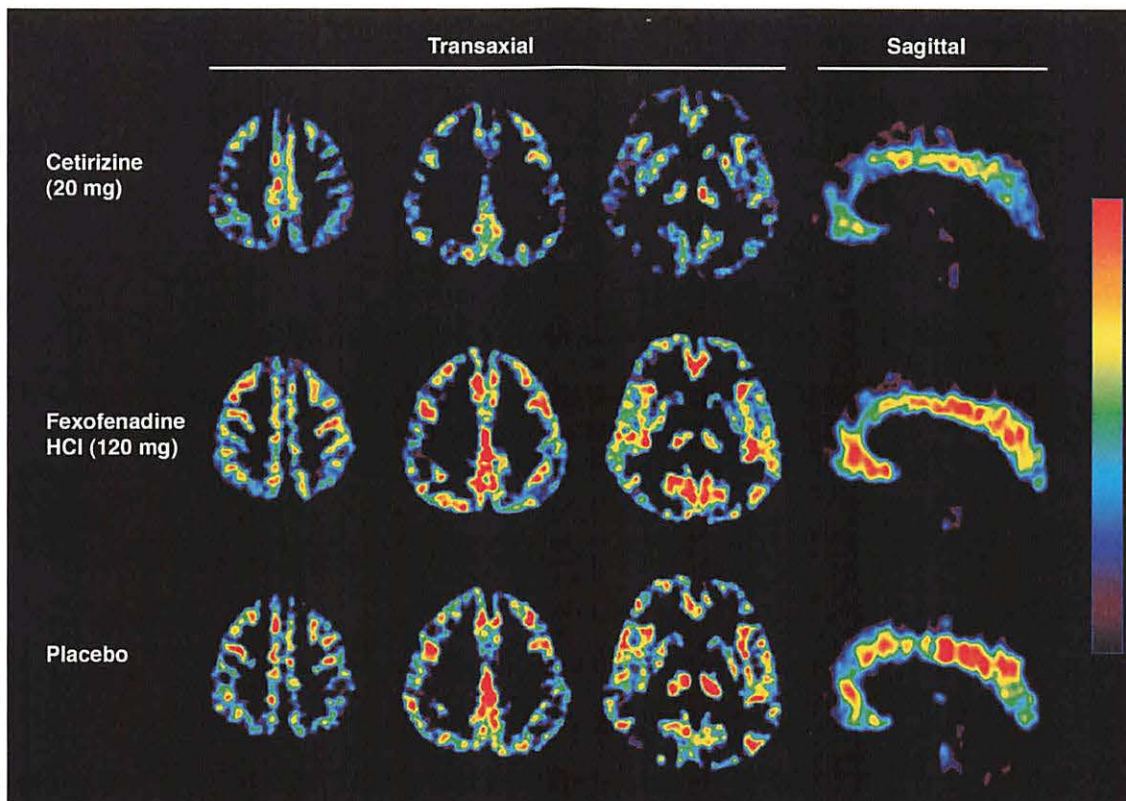 Transaxial
Sagittal
Cetirizine
(20 mg)
Fexofenadine
HCl (120 mg)
Placebo